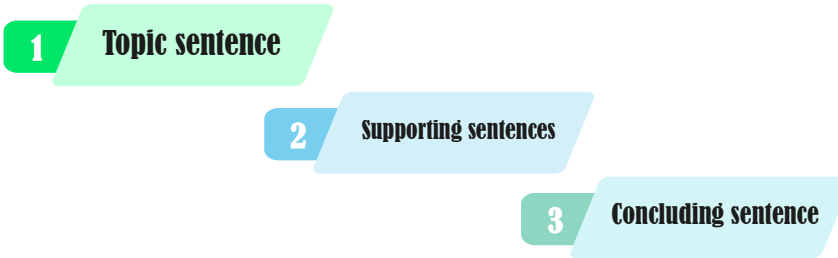 1 Topic sentence
2 Supporting sentences
3 Concluding sentence